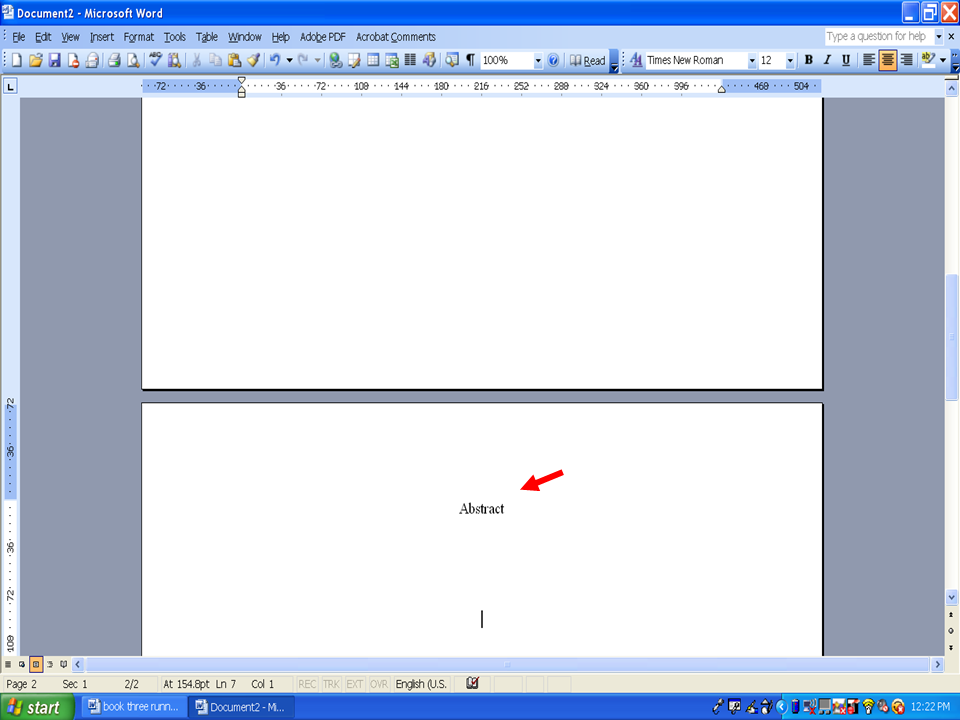 Document2 - Microsoft Word
File Edit View Insert Format Tools Table Window Help Adobe PDF Acrobat Comments
Type a question for help
100% Read Times New Roman 12 B I U
L
72 36 36 72 108 144 180 216 252 288 324 360 396 468 504
72
36
Abstract
36
72
108
Page 2 Sec 1 2/2 At 154.8pt Ln 7 Col 1 REC TRK EXT OVR English (U.S.
start book three runn... Document2 - Mi... 12:22 PM